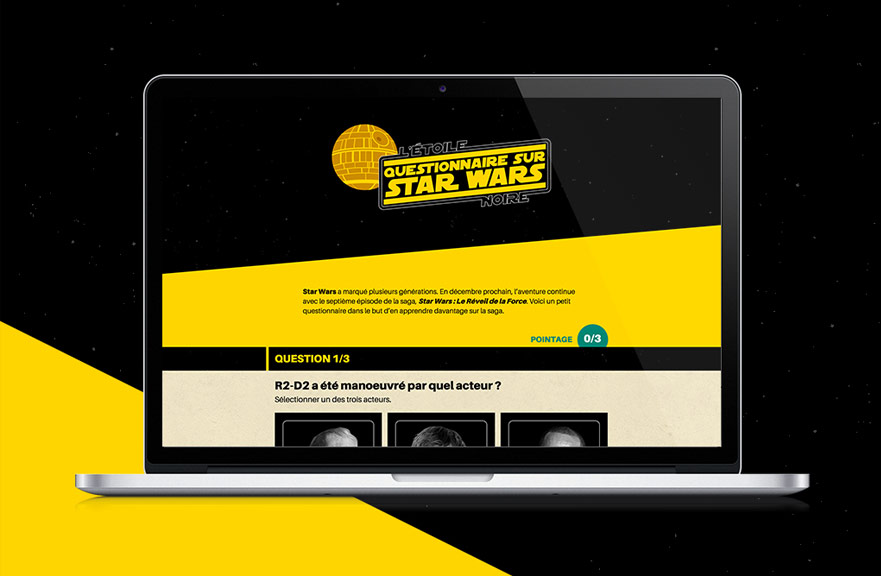 L'ÉTOILE
QUESTIONNAIRE SUR
STAR WARS
NOIRE
Star Wars a marqué plusieurs générations. En décembre prochain, l'aventure continue
avec le septième épisode de la saga, Star Wars : Le Réveil de la Force. Voici un petit
questionnaire dans le but d'en apprendre davantage sur la saga.
POINTAGE 0/3
QUESTION 1/3
R2-D2 a été manoeuvré par quel acteur ?
Sélectionner un des trois acteurs.